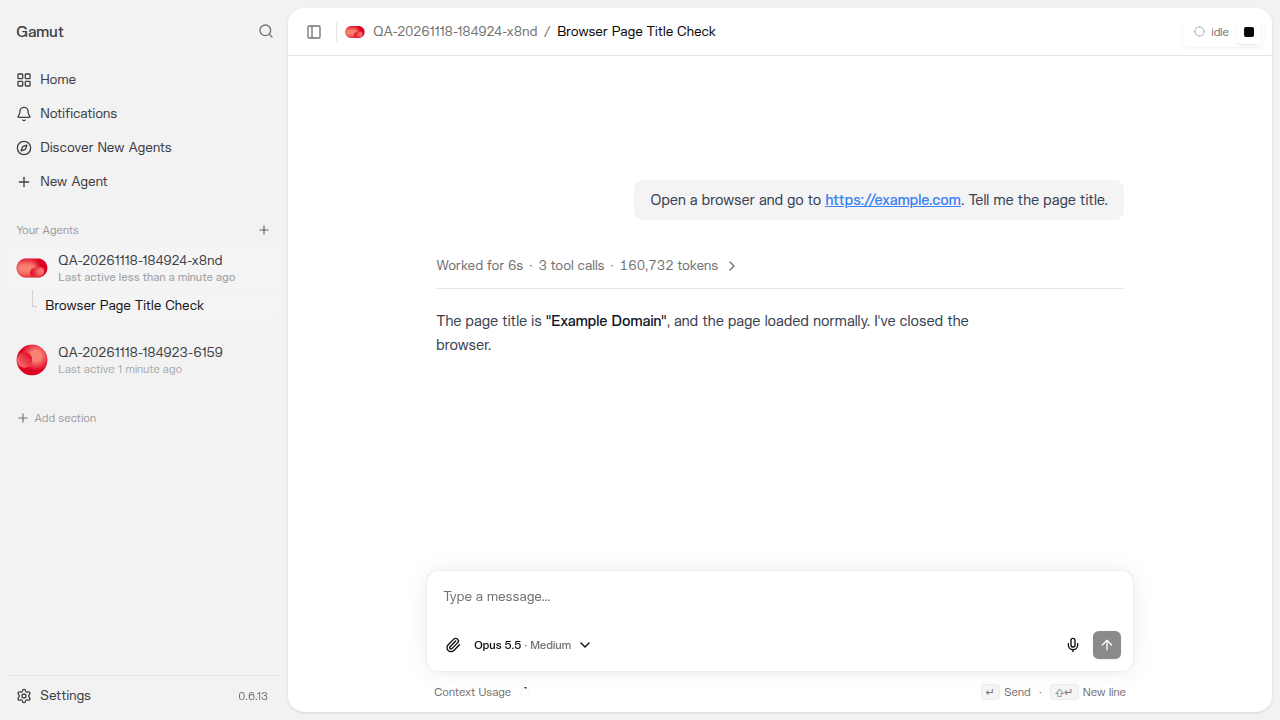 Gamut
Home
Notifications
Discover New Agents
New Agent
Your Agents
QA-20261118-184924-x8nd
Last active less than a minute ago
Browser Page Title Check
QA-20261118-184923-6159
Last active 1 minute ago
Add section
Settings
0.6.13
QA-20261118-184924-x8nd / Browser Page Title Check
idle
Open a browser and go to https://example.com. Tell me the page title.
Worked for 6s · 3 tool calls · 160,732 tokens
The page title is "Example Domain", and the page loaded normally. I've closed the
browser.
Type a message...
Opus 5.5 · Medium
Context Usage
↵ Send · ⇧↵ New line